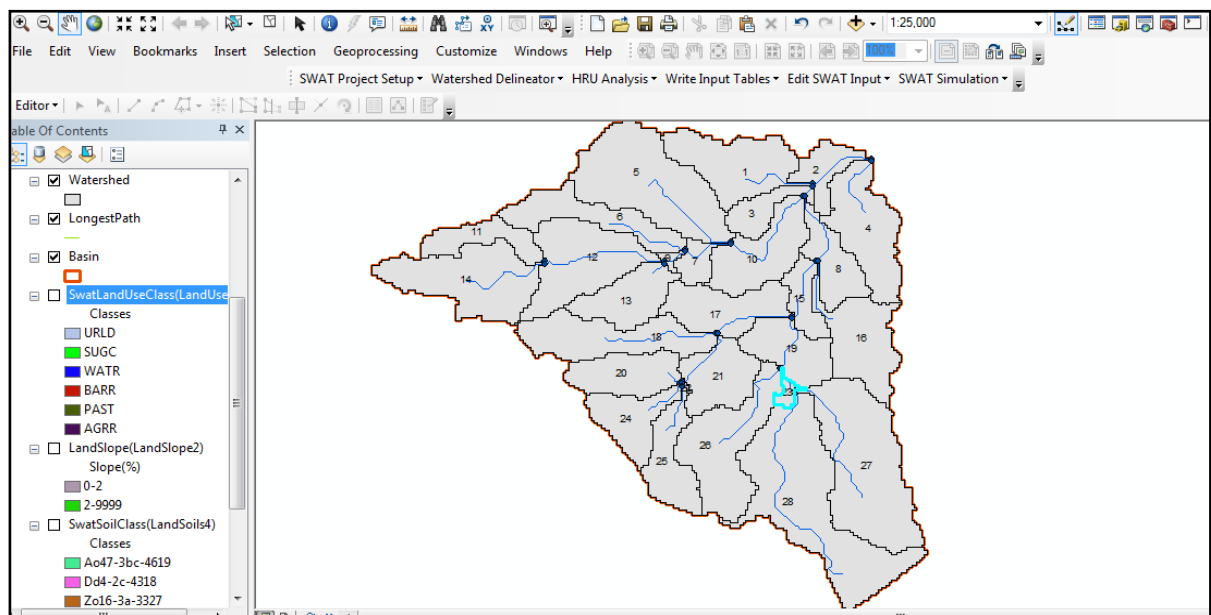 1:25,000
File Edit View Bookmarks Insert Selection Geoprocessing Customize Windows Help 100%
SWAT Project Setup Watershed Delineator HRU Analysis Write Input Tables Edit SWAT Input SWAT Simulation
Editor
able Of Contents
Watershed
LongestPath
Basin
SwatLandUseClass(LandUse
Classes
URLD
SUGC
WATR
BARR
PAST
AGRR
LandSlope(LandSlope2)
Slope(%)
0-2
2-9999
SwatSoilClass(LandSoils4)
Classes
Ao47-3bc-4619
Dd4-2c-4318
Zo16-3a-3327
5 1 2
6 3 4
11
12 9 7 10
14 8
13 15
17
18 19 16
20 21
23
24 26
25 27
28